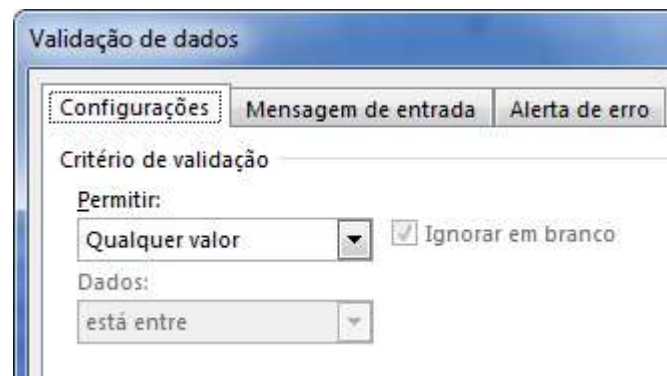 Validação de dados
Configurações Mensagem de entrada Alerta de erro
Critério de validação
Permitir:
Qualquer valor Ignorar em branco
Dados:
está entre